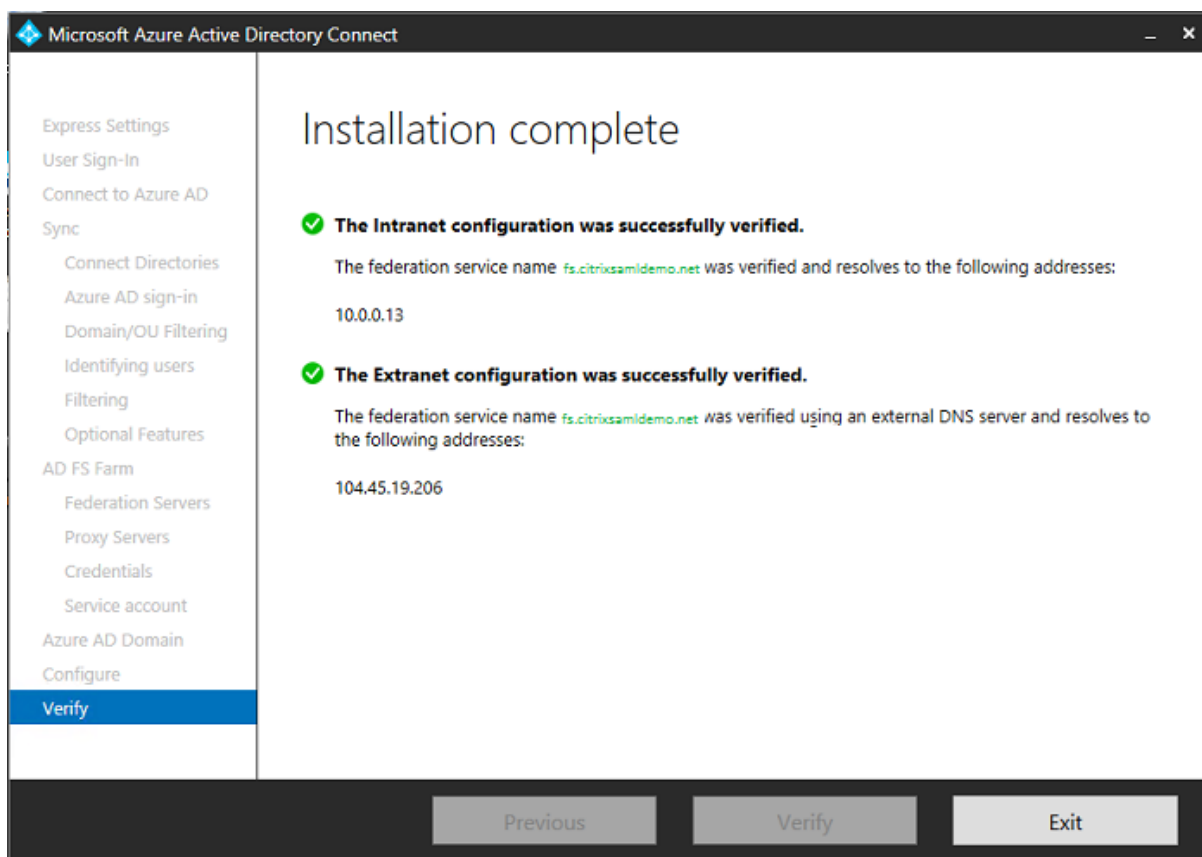 Microsoft Azure Active Directory Connect
Express Settings
User Sign-In
Connect to Azure AD
Sync
Connect Directories
Azure AD sign-in
Domain/OU Filtering
Identifying users
Filtering
Optional Features
AD FS Farm
Federation Servers
Proxy Servers
Credentials
Service account
Azure AD Domain
Configure
Verify
Installation complete
The Intranet configuration was successfully verified.
The federation service name fs.citrixsamldemo.net was verified and resolves to the following addresses:
10.0.0.13
The Extranet configuration was successfully verified.
The federation service name fs.citrixsamldemo.net was verified using an external DNS server and resolves to
the following addresses:
104.45.19.206
Previous
Verify
Exit